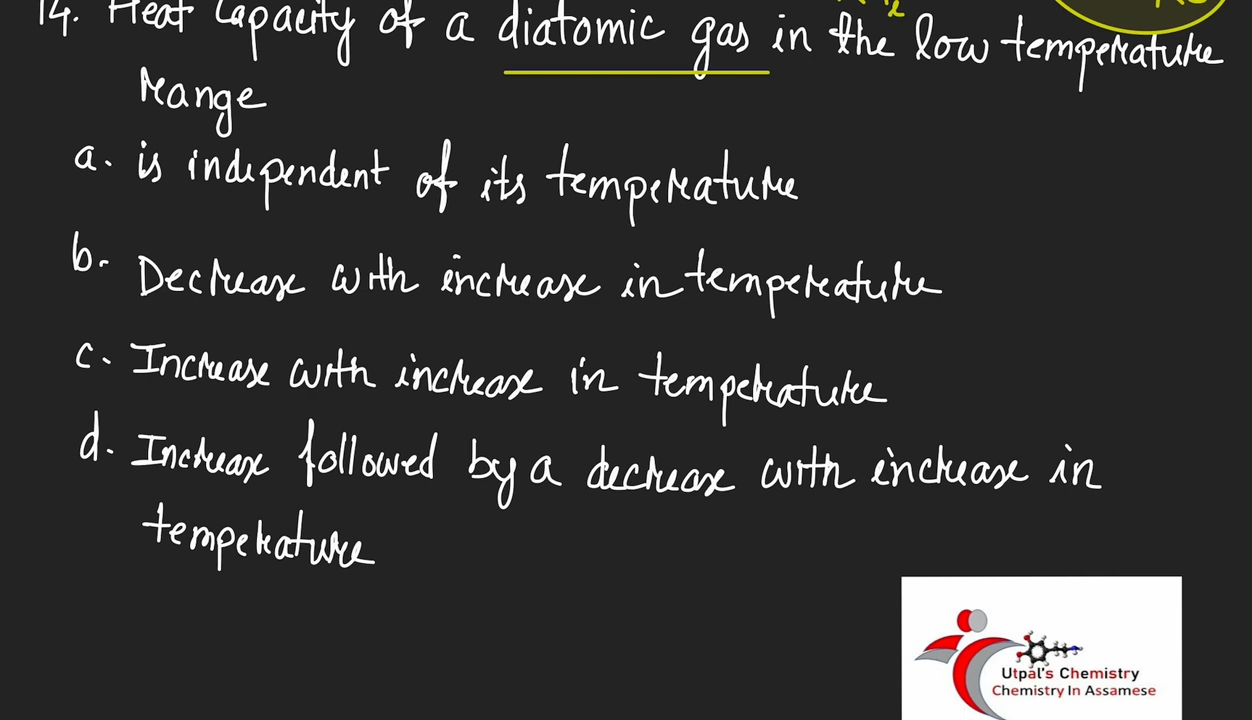 14. Heat Capacity of a diatomic gas in the low temperature
range
a. is independent of its temperature
b. Decrease with increase in temperature
c. Increase with increase in temperature
d. Increase followed by a decrease with increase in
temperature
Utpal's Chemistry
Chemistry In Assamese